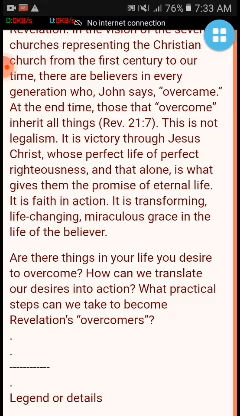 0:0KB/s U:0KB/s 76% 7:33 AM
No internet connection
Revelation. In the vision of the seven
churches representing the Christian
church from the first century to our
time, there are believers in every
generation who, John says, “overcame.”
At the end time, those that “overcome”
inherit all things (Rev. 21:7). This is not
legalism. It is victory through Jesus
Christ, whose perfect life of perfect
righteousness, and that alone, is what
gives them the promise of eternal life.
It is faith in action. It is transforming,
life-changing, miraculous grace in the
life of the believer.
Are there things in your life you desire
to overcome? How can we translate
our desires into action? What practical
steps can we take to become
Revelation’s “overcomers”?
.
.
------------
.
Legend or details